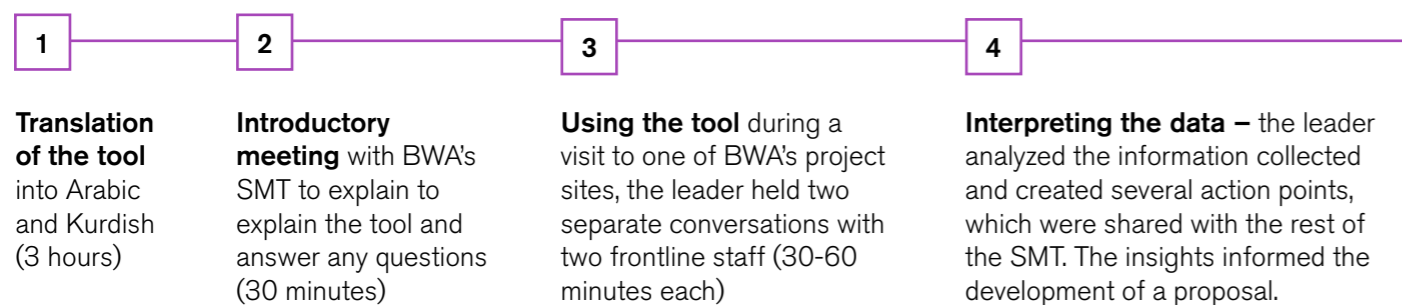 1
Translation
of the tool
into Arabic
and Kurdish
(3 hours)
2
Introductory
meeting with BWA's
SMT to explain to
explain the tool and
answer any questions
(30 minutes)
3
Using the tool during a
visit to one of BWA's project
sites, the leader held two
separate conversations with
two frontline staff (30-60
minutes each)
4
Interpreting the data – the leader
analyzed the information collected
and created several action points,
which were shared with the rest of
the SMT. The insights informed the
development of a proposal.